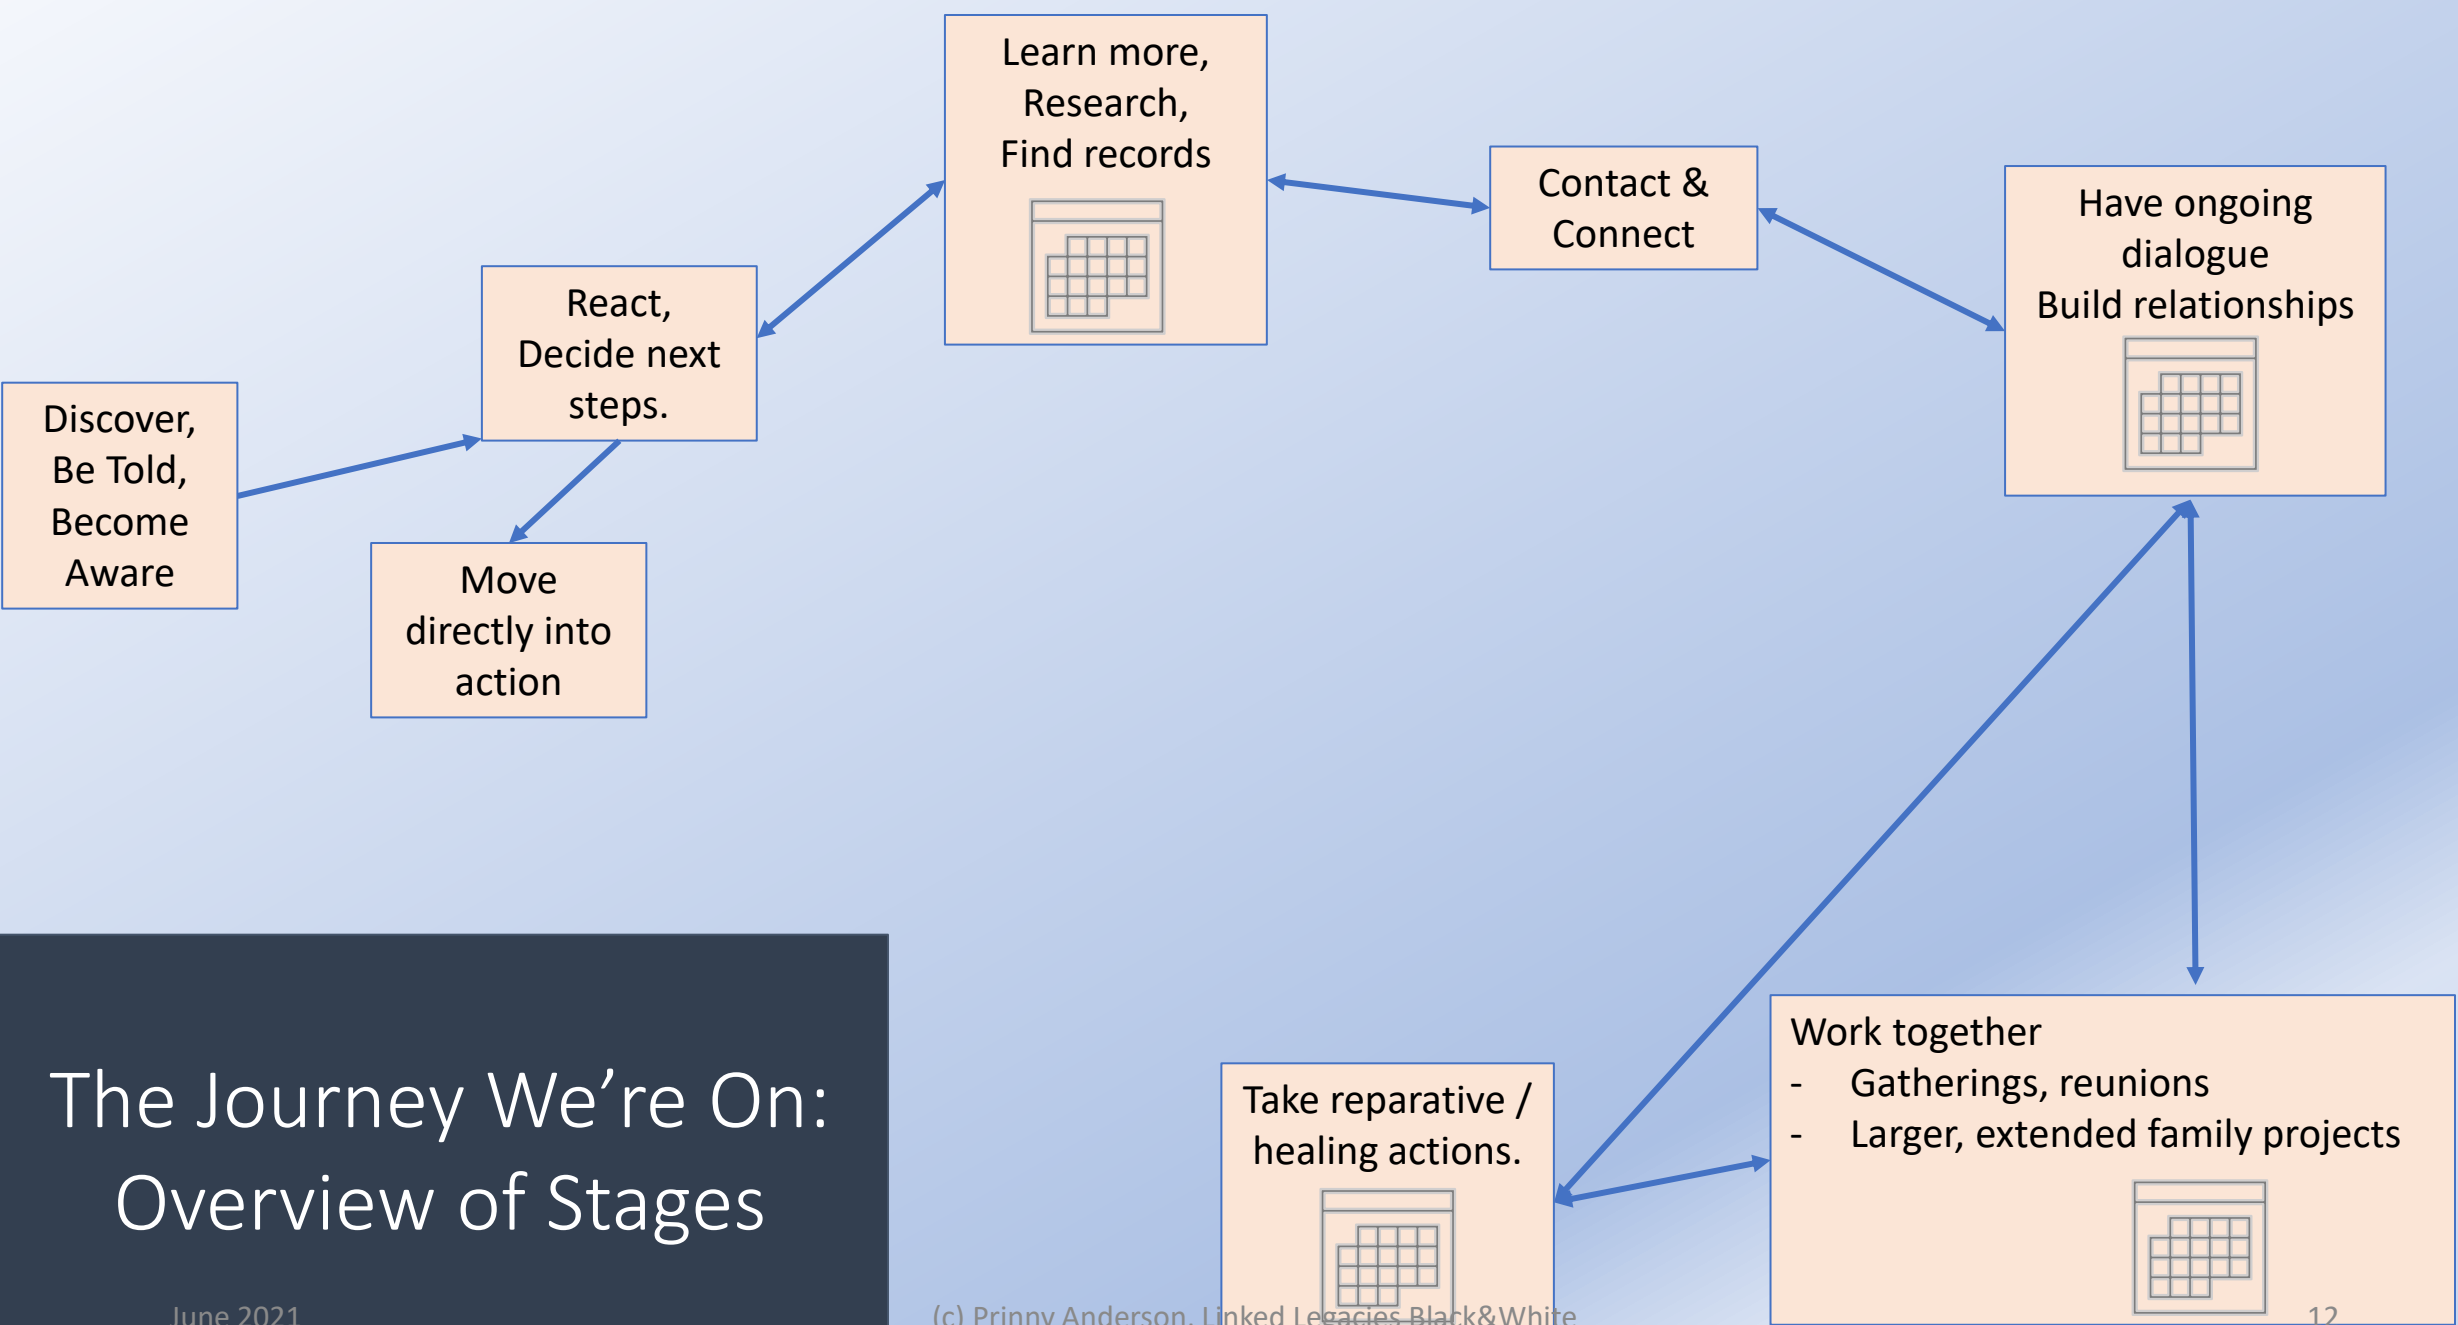 Discover,
Be Told,
Become
Aware
React,
Decide next
steps.
Move
directly into
action
Learn more,
Research,
Find records
Contact &
Connect
Have ongoing
dialogue
Build relationships
Work together
- Gatherings, reunions
- Larger, extended family projects
Take reparative /
healing actions.
The Journey We’re On:
Overview of Stages
June 2021
(c) Prinny Anderson, Linked Legacies Black&White
12